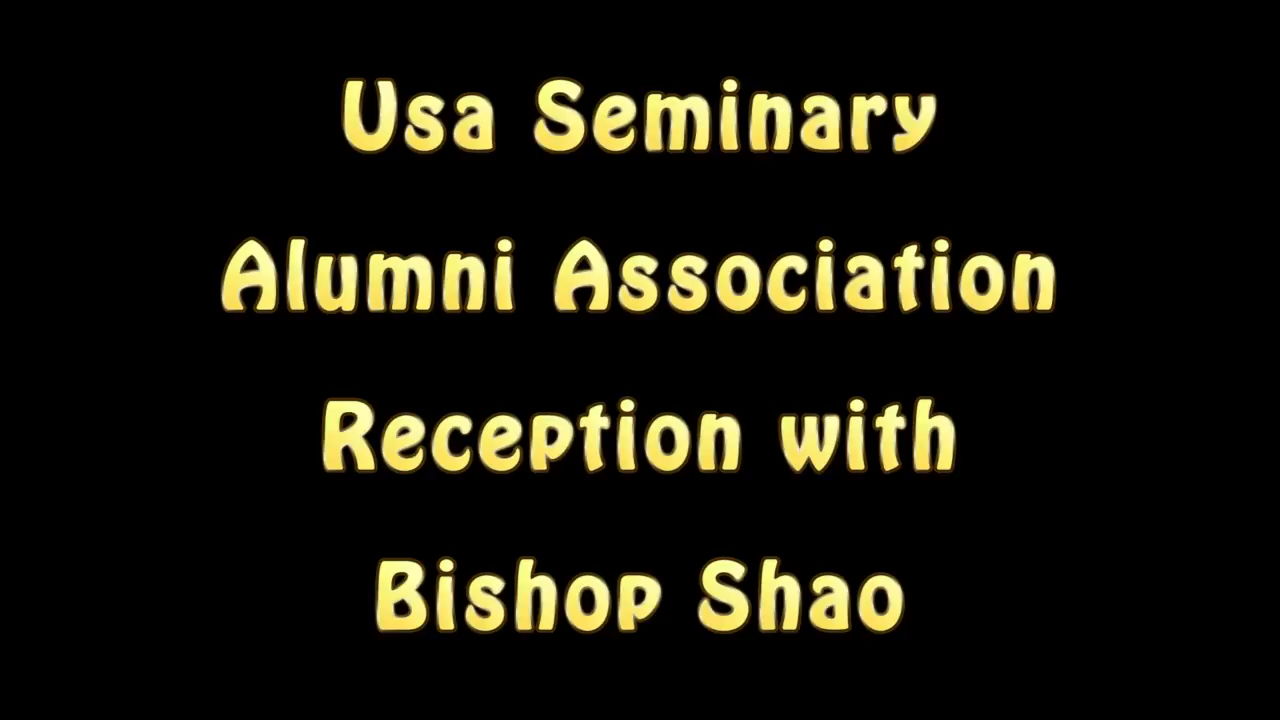 Usa Seminary
Alumni Association
Reception with
Bishop Shao